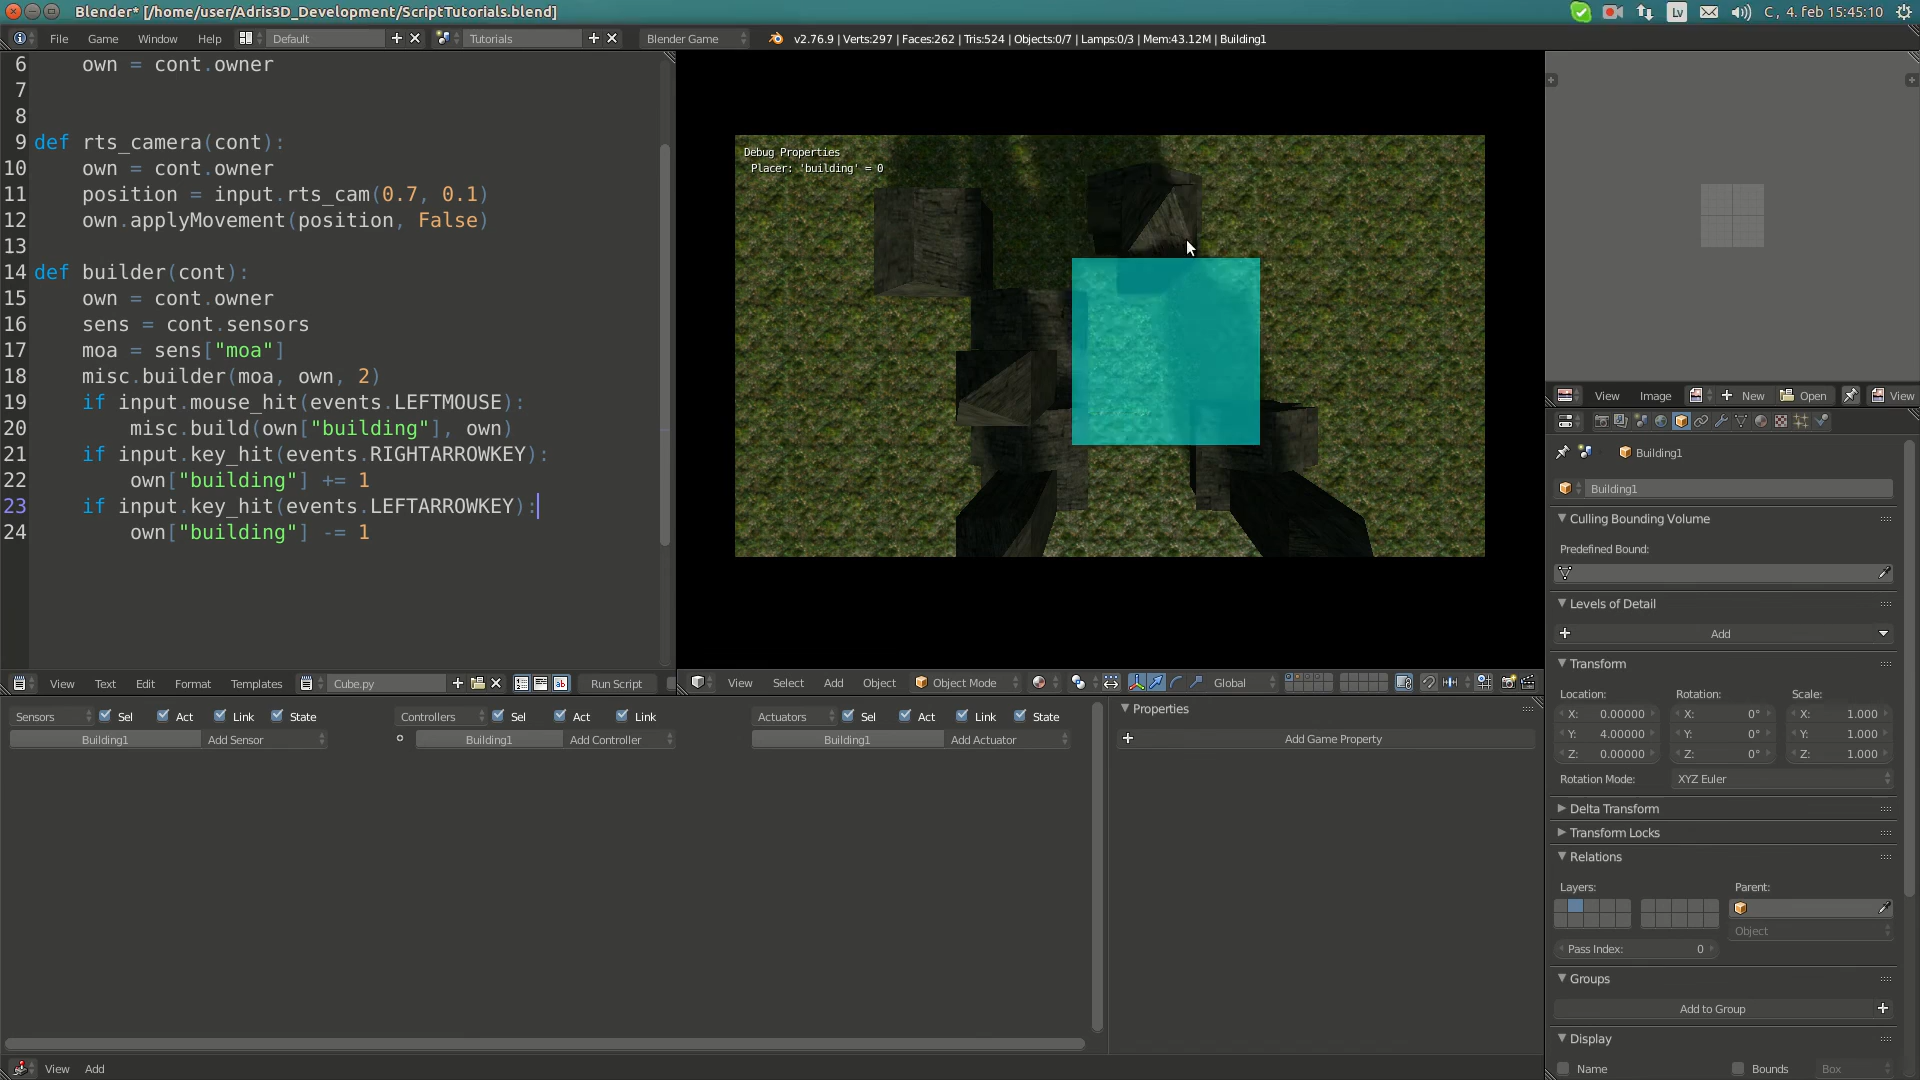 Blender* [/home/user/Adris3D_Development/ScriptTutorials.blend]
Lv
C , 4. feb 15:45:10
File Game Window Help
Default
Tutorials
Blender Game
v2.76.9 | Verts:297 | Faces:262 | Tris:524 | Objects:0/7 | Lamps:0/3 | Mem:43.12M | Building1
6 own = cont.owner
7
8
9 def rts_camera(cont):
10 own = cont.owner
11 position = input.rts_cam(0.7, 0.1)
12 own.applyMovement(position, False)
13
14 def builder(cont):
15 own = cont.owner
16 sens = cont.sensors
17 moa = sens["moa"]
18 misc.builder(moa, own, 2)
19 if input.mouse_hit(events.LEFTMOUSE):
20 misc.build(own["building"], own)
21 if input.key_hit(events.RIGHTARROWKEY):
22 own["building"] += 1
23 if input.key_hit(events.LEFTARROWKEY):
24 own["building"] -= 1
View Text Edit Format Templates
Cube.py
ab
Run Script
Debug Properties
Placer: 'building' = 0
View Select Add Object
Object Mode
Global
View Image
New
Open
View
Building1
Building1
Culling Bounding Volume
Predefined Bound:
Levels of Detail
Add
Transform
Location: Rotation: Scale:
X: 0.00000 X: 0° X: 1.000
Y: 4.00000 Y: 0° Y: 1.000
Z: 0.00000 Z: 0° Z: 1.000
Rotation Mode: XYZ Euler
Delta Transform
Transform Locks
Relations
Layers: Parent:
Object
Pass Index: 0
Groups
Add to Group
Display
Name Bounds Box
Sensors Sel Act Link State
Building1 Add Sensor
Controllers Sel Act Link
Building1 Add Controller
Actuators Sel Act Link State
Building1 Add Actuator
Properties
Add Game Property
View Add